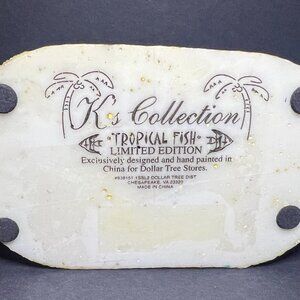 K's Collection
TROPICAL FISH
LIMITED EDITION
Exclusively designed and hand painted in
China for Dollar Tree Stores.
DOLLAR TREE DIST
CHESAPEAKE, VA 23320
MADE IN CHINA